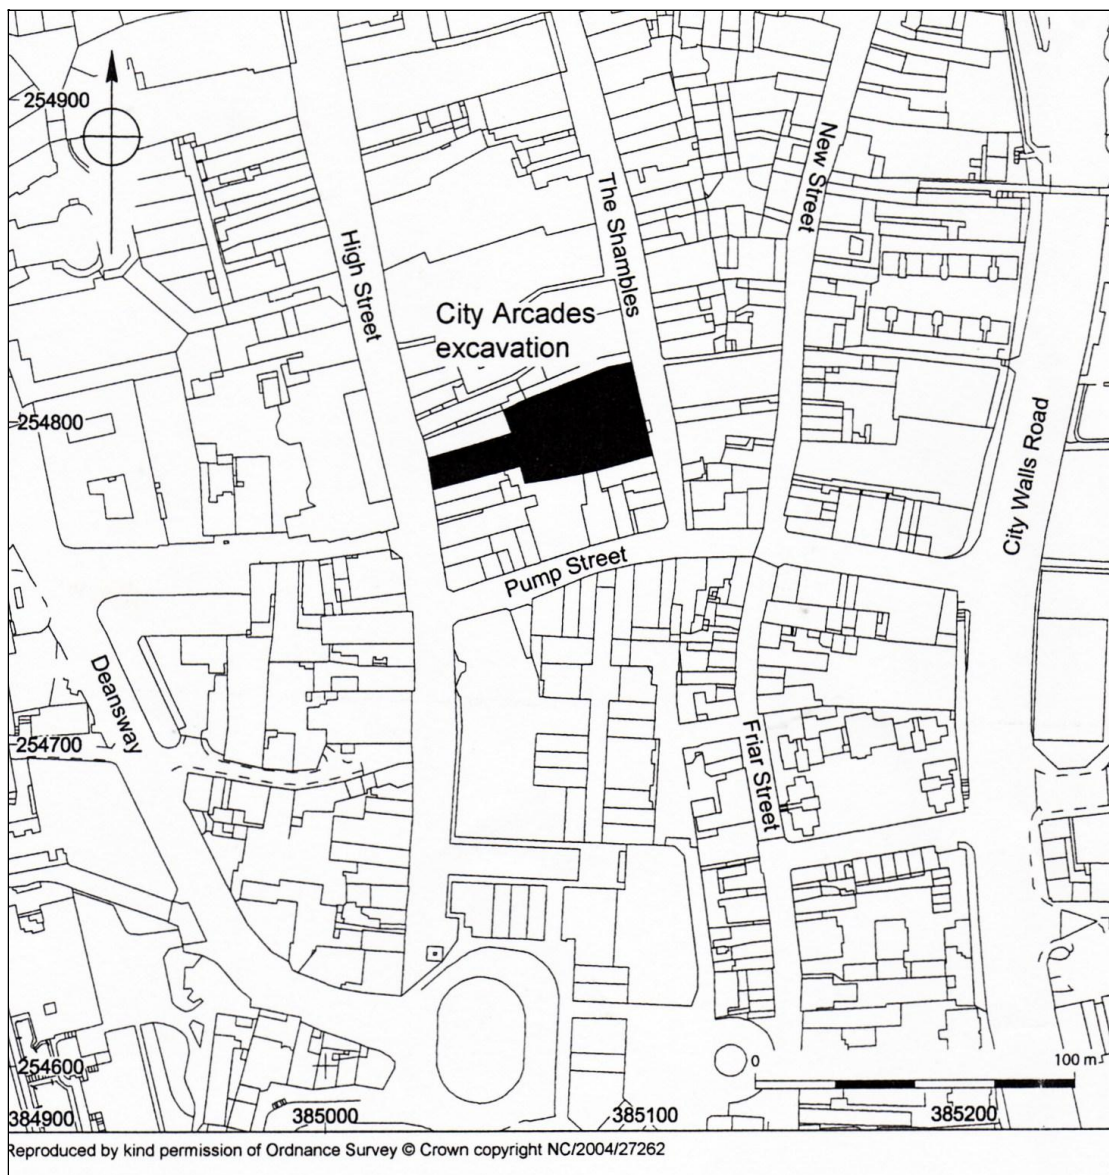 254900
New Street
The Shambles
High Street
City Arcades
excavation
254800
City Walls Road
Pump Street
Deansway
254700
Friar Street
254600
0
100 m
384900
385000
385100
385200
Reproduced by kind permission of Ordnance Survey © Crown copyright NC/2004/27262